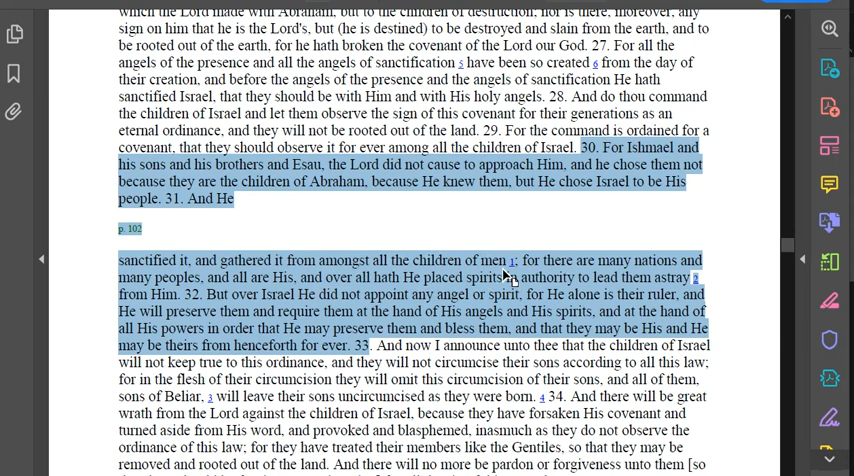 which the Lord made with Abraham, but to the children of destruction; nor is there, moreover, any
sign on him that he is the Lord's, but (he is destined) to be destroyed and slain from the earth, and to
be rooted out of the earth, for he hath broken the covenant of the Lord our God. 27. For all the
angels of the presence and all the angels of sanctification 5 have been so created 6 from the day of
their creation, and before the angels of the presence and the angels of sanctification He hath
sanctified Israel, that they should be with Him and with His holy angels. 28. And do thou command
the children of Israel and let them observe the sign of this covenant for their generations as an
eternal ordinance, and they will not be rooted out of the land. 29. For the command is ordained for a
covenant, that they should observe it for ever among all the children of Israel. 30. For Ishmael and
his sons and his brothers and Esau, the Lord did not cause to approach Him, and he chose them not
because they are the children of Abraham, because He knew them, but He chose Israel to be His
people. 31. And He
p. 102
sanctified it, and gathered it from amongst all the children of men 1; for there are many nations and
many peoples, and all are His, and over all hath He placed spirits in authority to lead them astray 2
from Him. 32. But over Israel He did not appoint any angel or spirit, for He alone is their ruler, and
He will preserve them and require them at the hand of His angels and His spirits, and at the hand of
all His powers in order that He may preserve them and bless them, and that they may be His and He
may be theirs from henceforth for ever. 33. And now I announce unto thee that the children of Israel
will not keep true to this ordinance, and they will not circumcise their sons according to all this law;
for in the flesh of their circumcision they will omit this circumcision of their sons, and all of them,
sons of Beliar, 3 will leave their sons uncircumcised as they were born. 4 34. And there will be great
wrath from the Lord against the children of Israel, because they have forsaken His covenant and
turned aside from His word, and provoked and blasphemed, inasmuch as they do not observe the
ordinance of this law; for they have treated their members like the Gentiles, so that they may be
removed and rooted out of the land. And there will be no more be pardon or forgiveness unto them [so